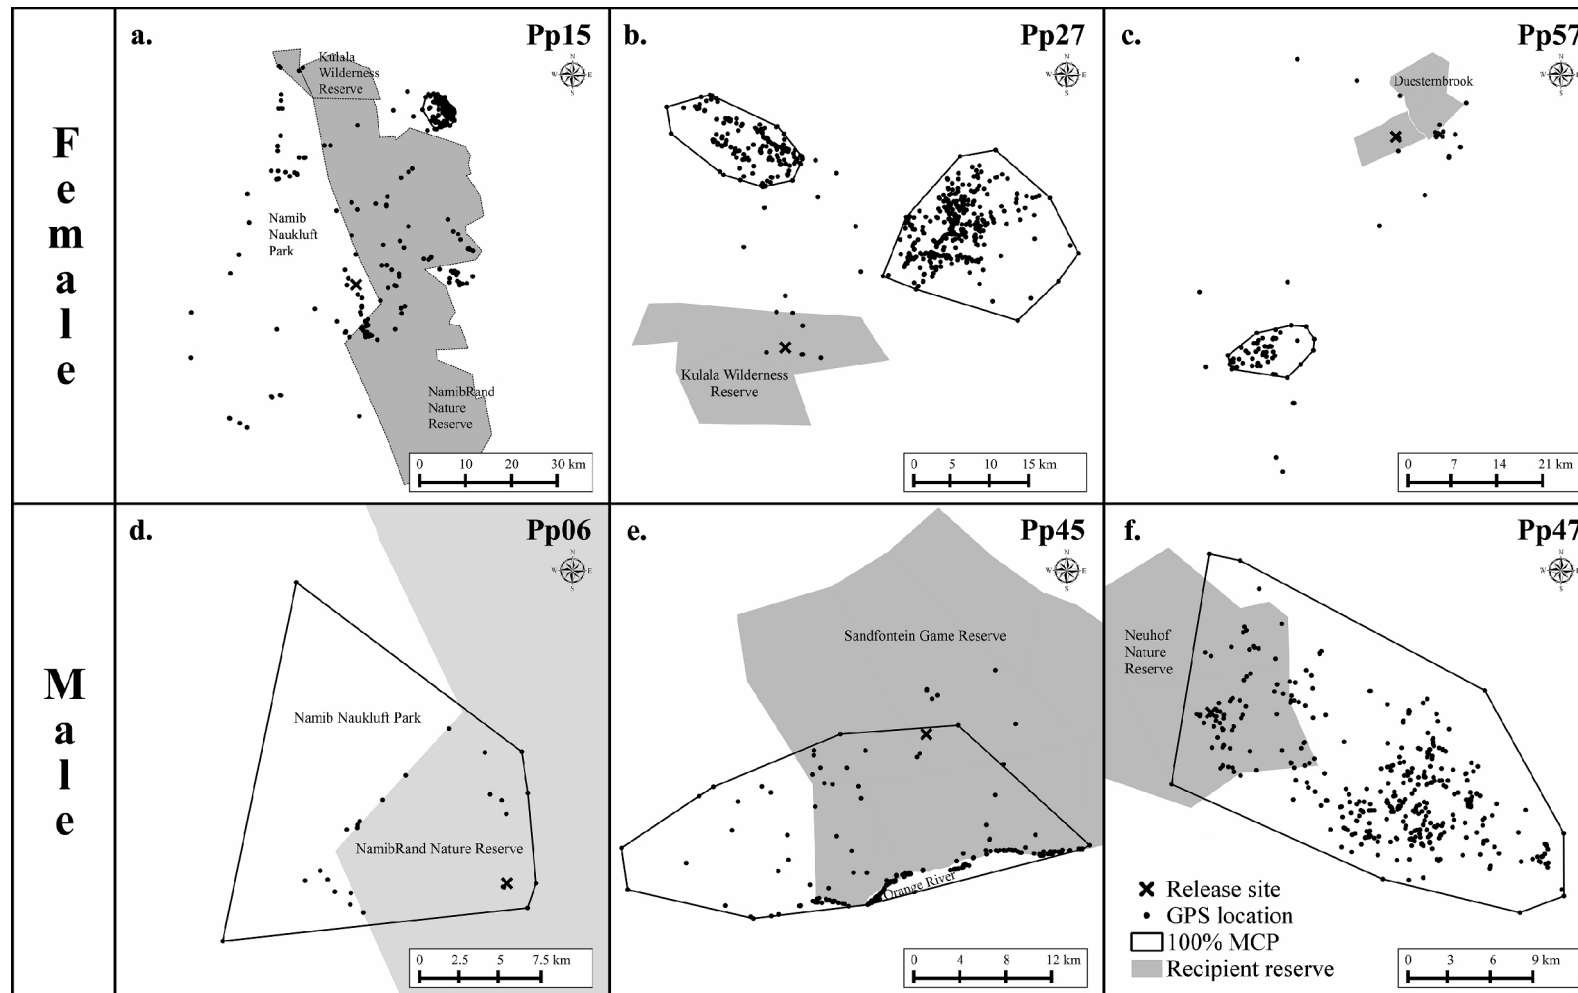 Female
a.
Pp15
N
W
E
S
Kulala
Wilderness
Reserve
Namib
Naukluft
Park
NamibRand
Nature
Reserve
0 10 20 30 km
b.
Pp27
N
W
E
S
Kulala Wilderness
Reserve
0 5 10 15 km
c.
Pp57
N
W
E
S
Duesternbrook
0 7 14 21 km
Male
d.
Pp06
N
W
E
S
Namib Naukluft Park
NamibRand Nature Reserve
0 2.5 5 7.5 km
e.
Pp45
N
W
E
S
Sandfontein Game Reserve
Orange River
0 4 8 12 km
f.
Pp47
N
W
E
S
Neuhof
Nature
Reserve
Release site
GPS location
100% MCP
Recipient reserve
0 3 6 9 km